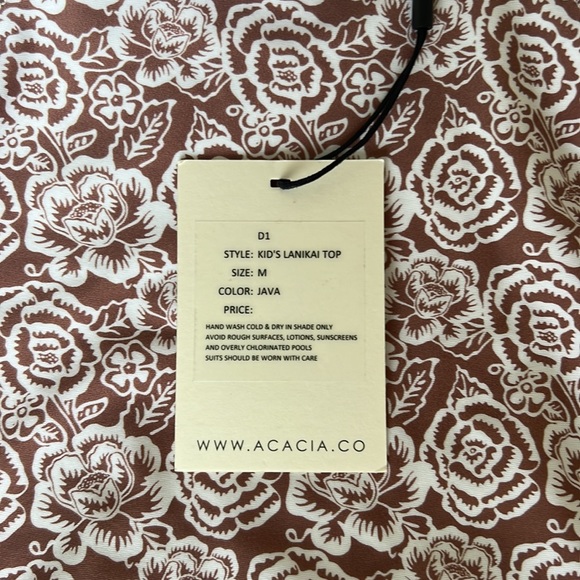 D1
STYLE: KID'S LANIKAI TOP
SIZE: M
COLOR: JAVA
PRICE:
HAND WASH COLD & DRY IN SHADE ONLY
AVOID ROUGH SURFACES, LOTIONS, SUNSCREENS
AND OVERLY CHLORINATED POOLS
SUITS SHOULD BE WORN WITH CARE
WWW.ACACIA.CO